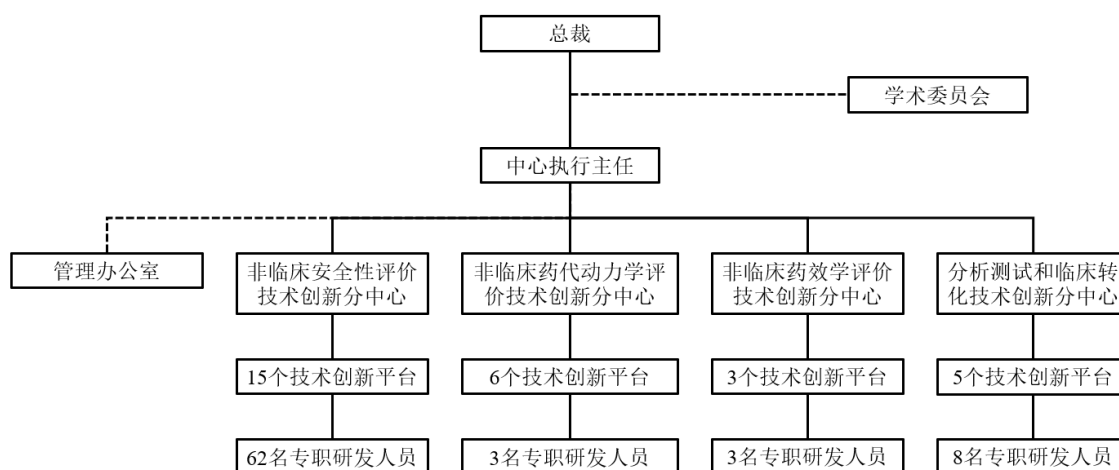 总裁
学术委员会
中心执行主任
管理办公室
非临床安全性评价
技术创新分中心
非临床药代动力学评
价技术创新分中心
非临床药效学评价
技术创新分中心
分析测试和临床转
化技术创新分中心
15个技术创新平台
6个技术创新平台
3个技术创新平台
5个技术创新平台
62名专职研发人员
3名专职研发人员
3名专职研发人员
8名专职研发人员